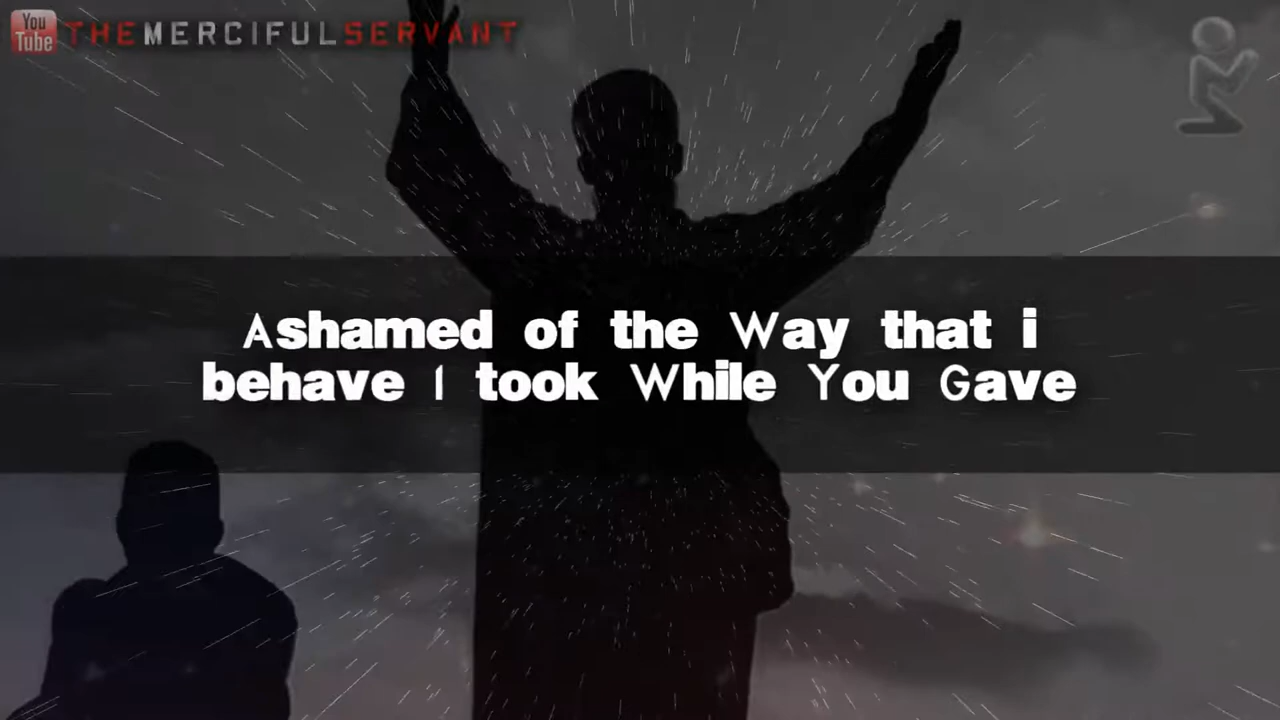 You
Tube
THEMERCIFULSERVANT
Ashamed of the Way that i
behave I took While You Gave